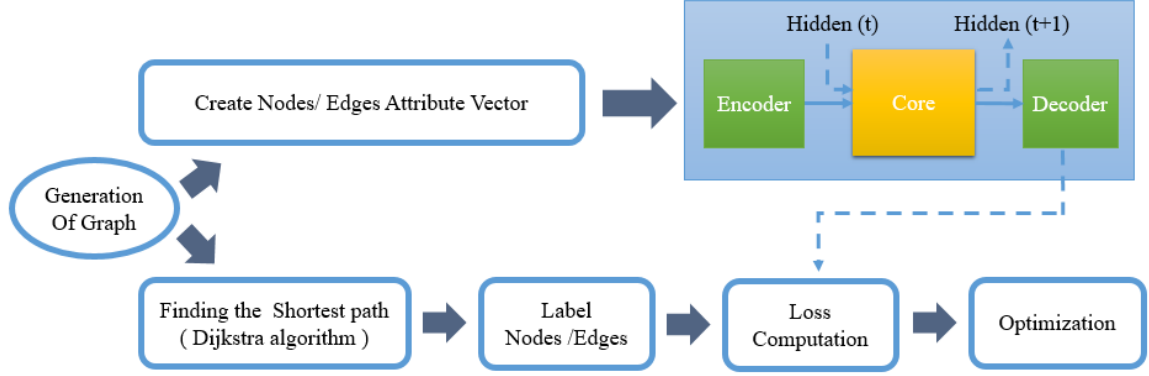 Hidden (t)
Hidden (t+1)
Create Nodes/ Edges Attribute Vector
Encoder
Core
Decoder
Generation
Of Graph
Finding the Shortest path
( Dijkstra algorithm )
Label
Nodes /Edges
Loss
Computation
Optimization